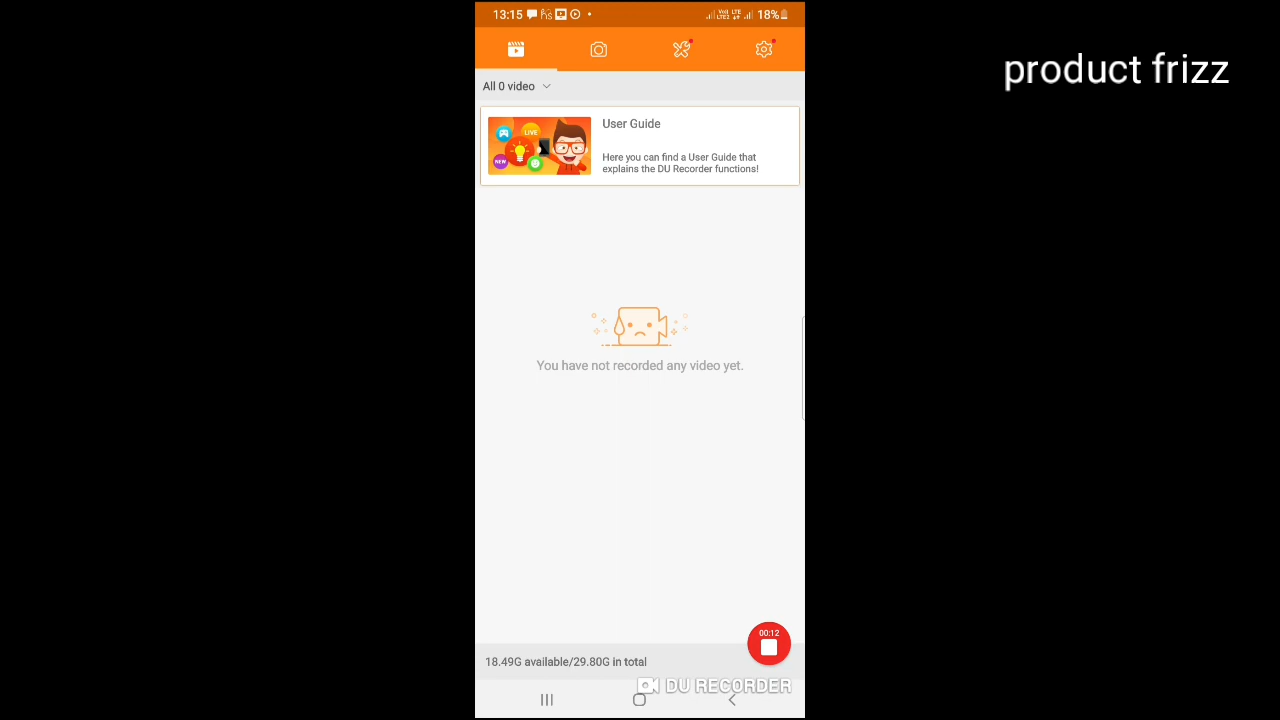 13:15
18%
product frizz
All 0 video
User Guide
LIVE
NEW
Here you can find a User Guide that
explains the DU Recorder functions!
You have not recorded any video yet.
00:12
18.49G available/29.80G in total
DU RECORDER